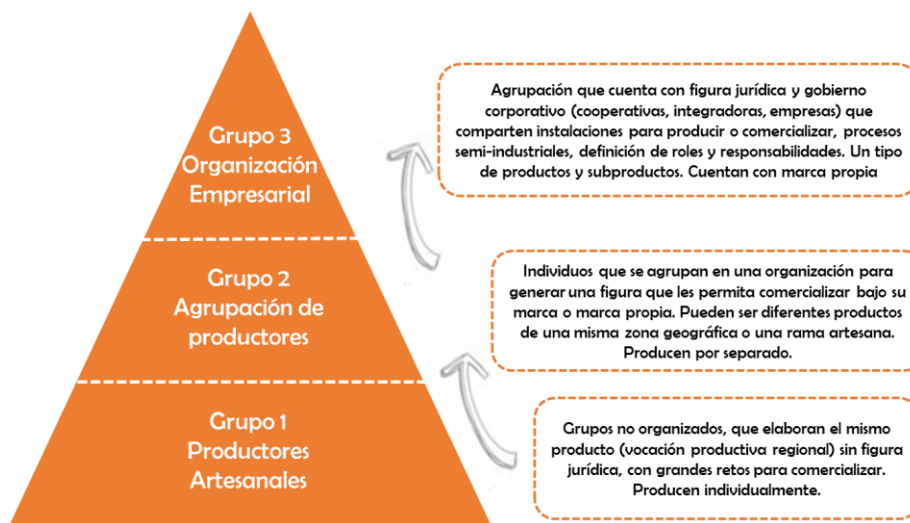 Grupo 3
Organización
Empresarial
Agrupación que cuenta con figura jurídica y gobierno
corporativo (cooperativas, integradoras, empresas) que
comparten instalaciones para producir o comercializar, procesos
semi-industriales, definición de roles y responsabilidades. Un tipo
de productos y subproductos. Cuentan con marca propia
Grupo 2
Agrupación de
productores
Individuos que se agrupan en una organización para
generar una figura que les permita comercializar bajo su
marca o marca propia. Pueden ser diferentes productos
de una misma zona geográfica o una rama artesana.
Producen por separado.
Grupo 1
Productores
Artesanales
Grupos no organizados, que elaboran el mismo
producto (vocación productiva regional) sin figura
jurídica, con grandes retos para comercializar.
Producen individualmente.